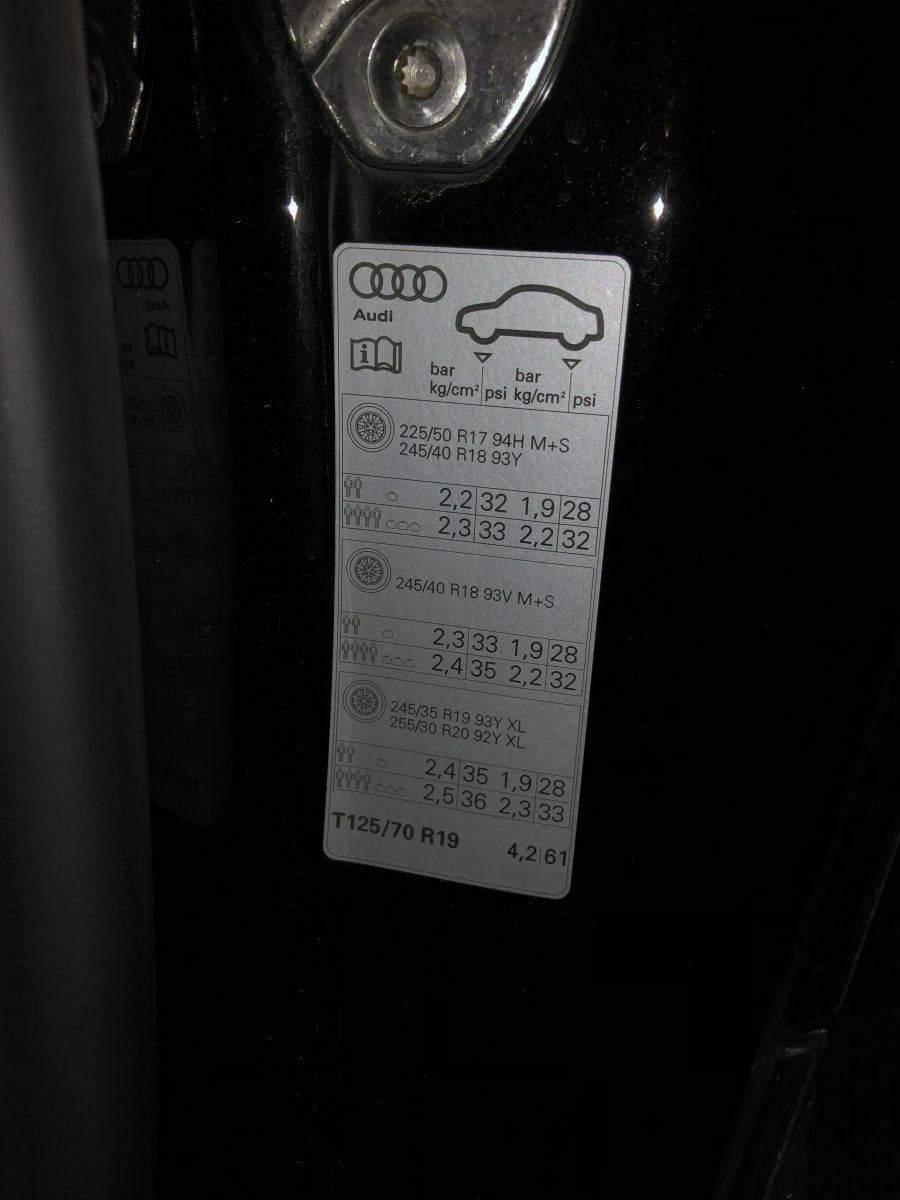 Audi
i
bar bar
kg/cm² psi kg/cm² psi
225/50 R17 94H M+S
245/40 R18 93Y
2,2 32 1,9 28
2,3 33 2,2 32
245/40 R18 93V M+S
2,3 33 1,9 28
2,4 35 2,2 32
245/35 R19 93Y XL
255/30 R20 92Y XL
2,4 35 1,9 28
2,5 36 2,3 33
T125/70 R19 4,2 61